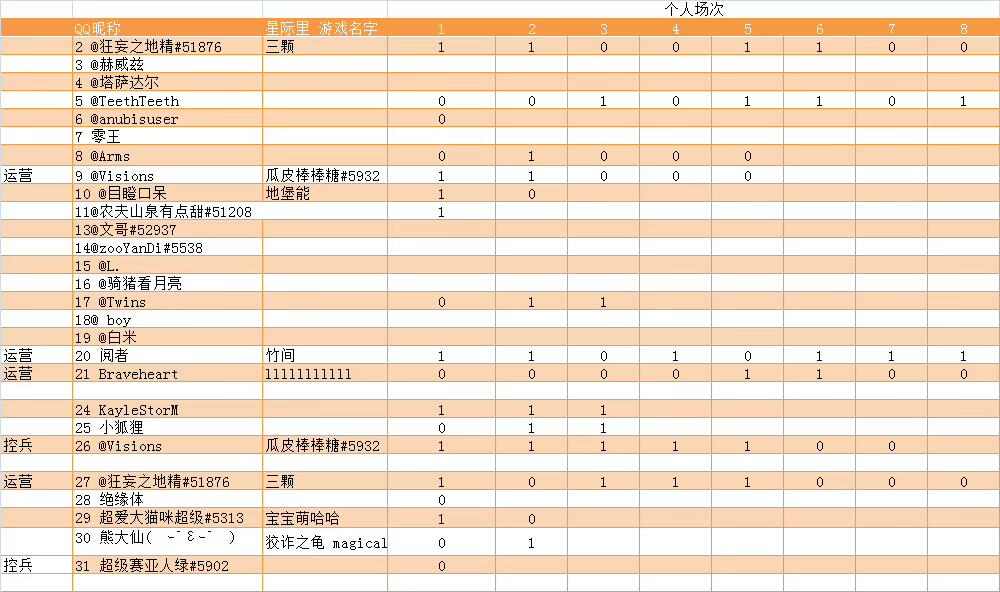 个人场次
QQ昵称 星际里 游戏名字 1 2 3 4 5 6 7 8
2 @狂妄之地精#51876 三颗 1 1 0 0 1 1 0 0
3 @赫威兹
4 @塔萨达尔
5 @TeethTeeth 0 0 1 0 1 1 0 1
6 @anubisuser 0
7 零王
8 @Arms 0 1 0 0 0
运营 9 @Visions 瓜皮棒棒糖#5932 1 1 0 0 0
10 @目瞪口呆 地堡能 1 0
11@农夫山泉有点甜#51208 1
13@文哥#52937
14@zooYanDi#5538
15 @L.
16 @骑猪看月亮
17 @Twins 0 1 1
18@ boy
19 @白米
运营 20 阅者 竹间 1 1 0 1 0 1 1 1
运营 21 Braveheart llllllllllll 0 0 0 0 1 1 0 0
24 KayleStorM 1 1 1
25 小狐狸 0 1 1
控兵 26 @Visions 瓜皮棒棒糖#5932 1 1 1 1 1 0 0
运营 27 @狂妄之地精#51876 三颗 1 0 1 1 1 0 0 0
28 绝缘体 0
29 超爱大猫咪超级#5313 宝宝萌哈哈 1 0
30 熊大仙( ˘ᵕ˘ ) 狡诈之龟 magical 0 1
控兵 31 超级赛亚人绿#5902 0